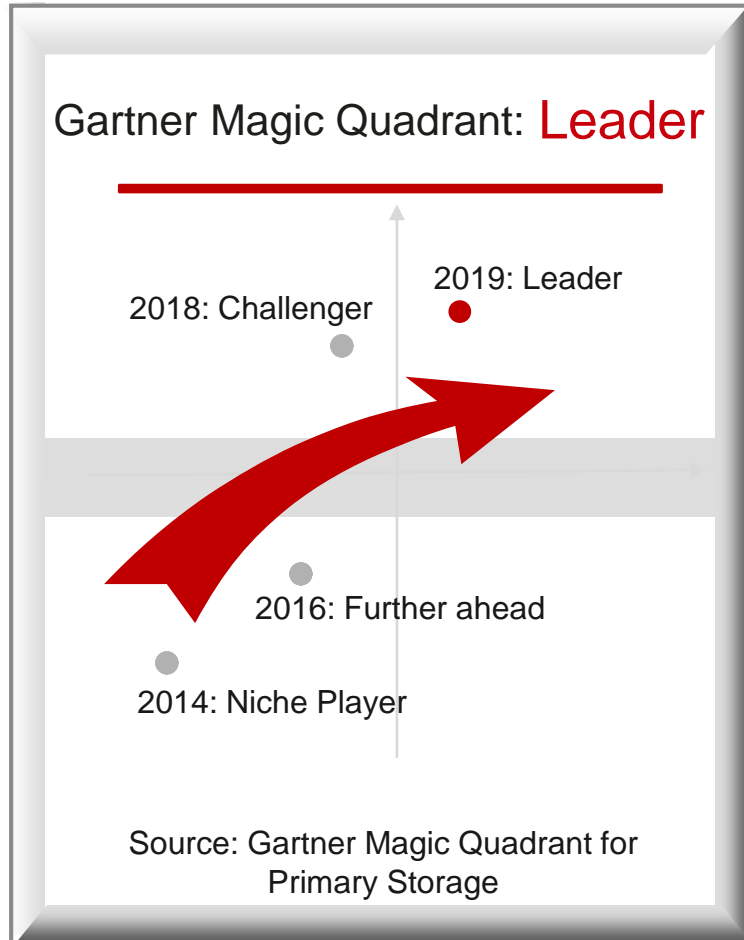 Gartner Magic Quadrant: Leader
2019: Leader
2018: Challenger
2016: Further ahead
2014: Niche Player
Source: Gartner Magic Quadrant for
Primary Storage